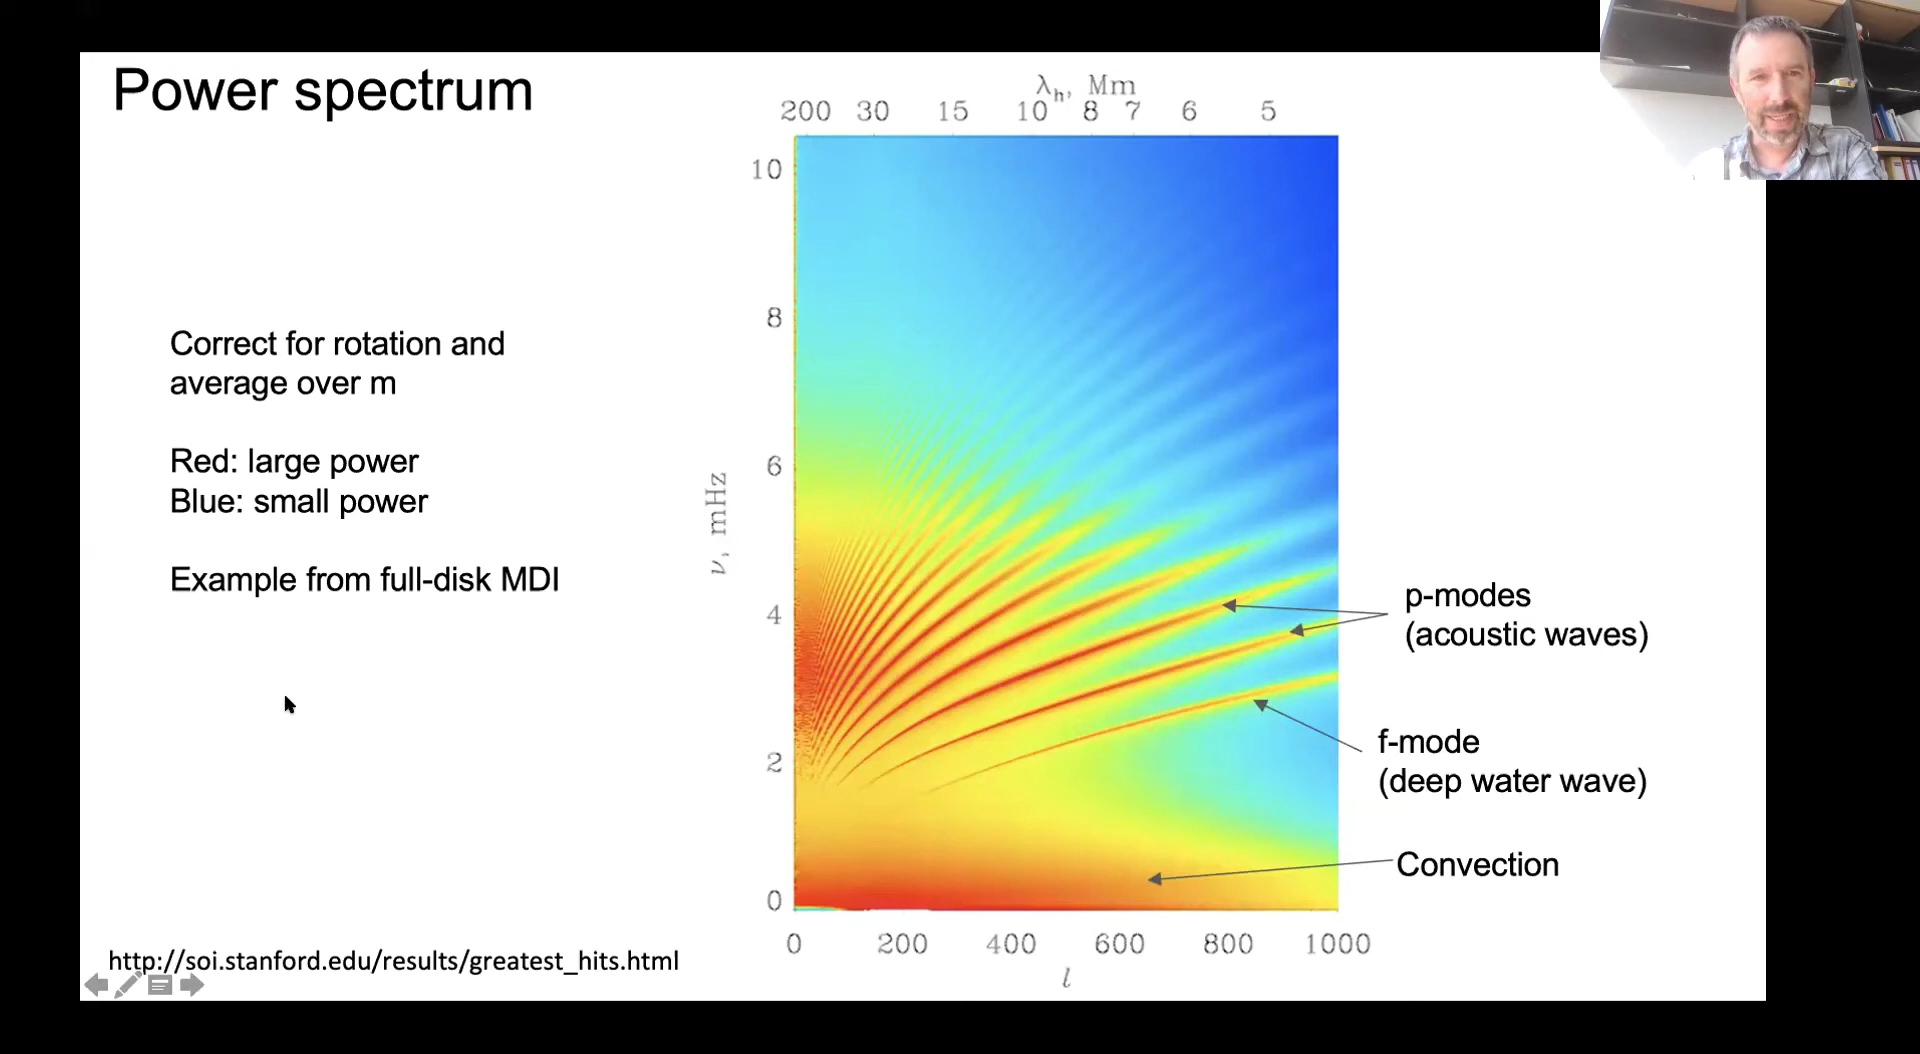 Power spectrum
Correct for rotation and
average over m
Red: large power
Blue: small power
Example from full-disk MDI
http://soi.stanford.edu/results/greatest_hits.html
λh, Mm
200 30 15 10 8 7 6 5
10
8
6
4
2
0
ν, mHz
0 200 400 600 800 1000
l
p-modes
(acoustic waves)
f-mode
(deep water wave)
Convection